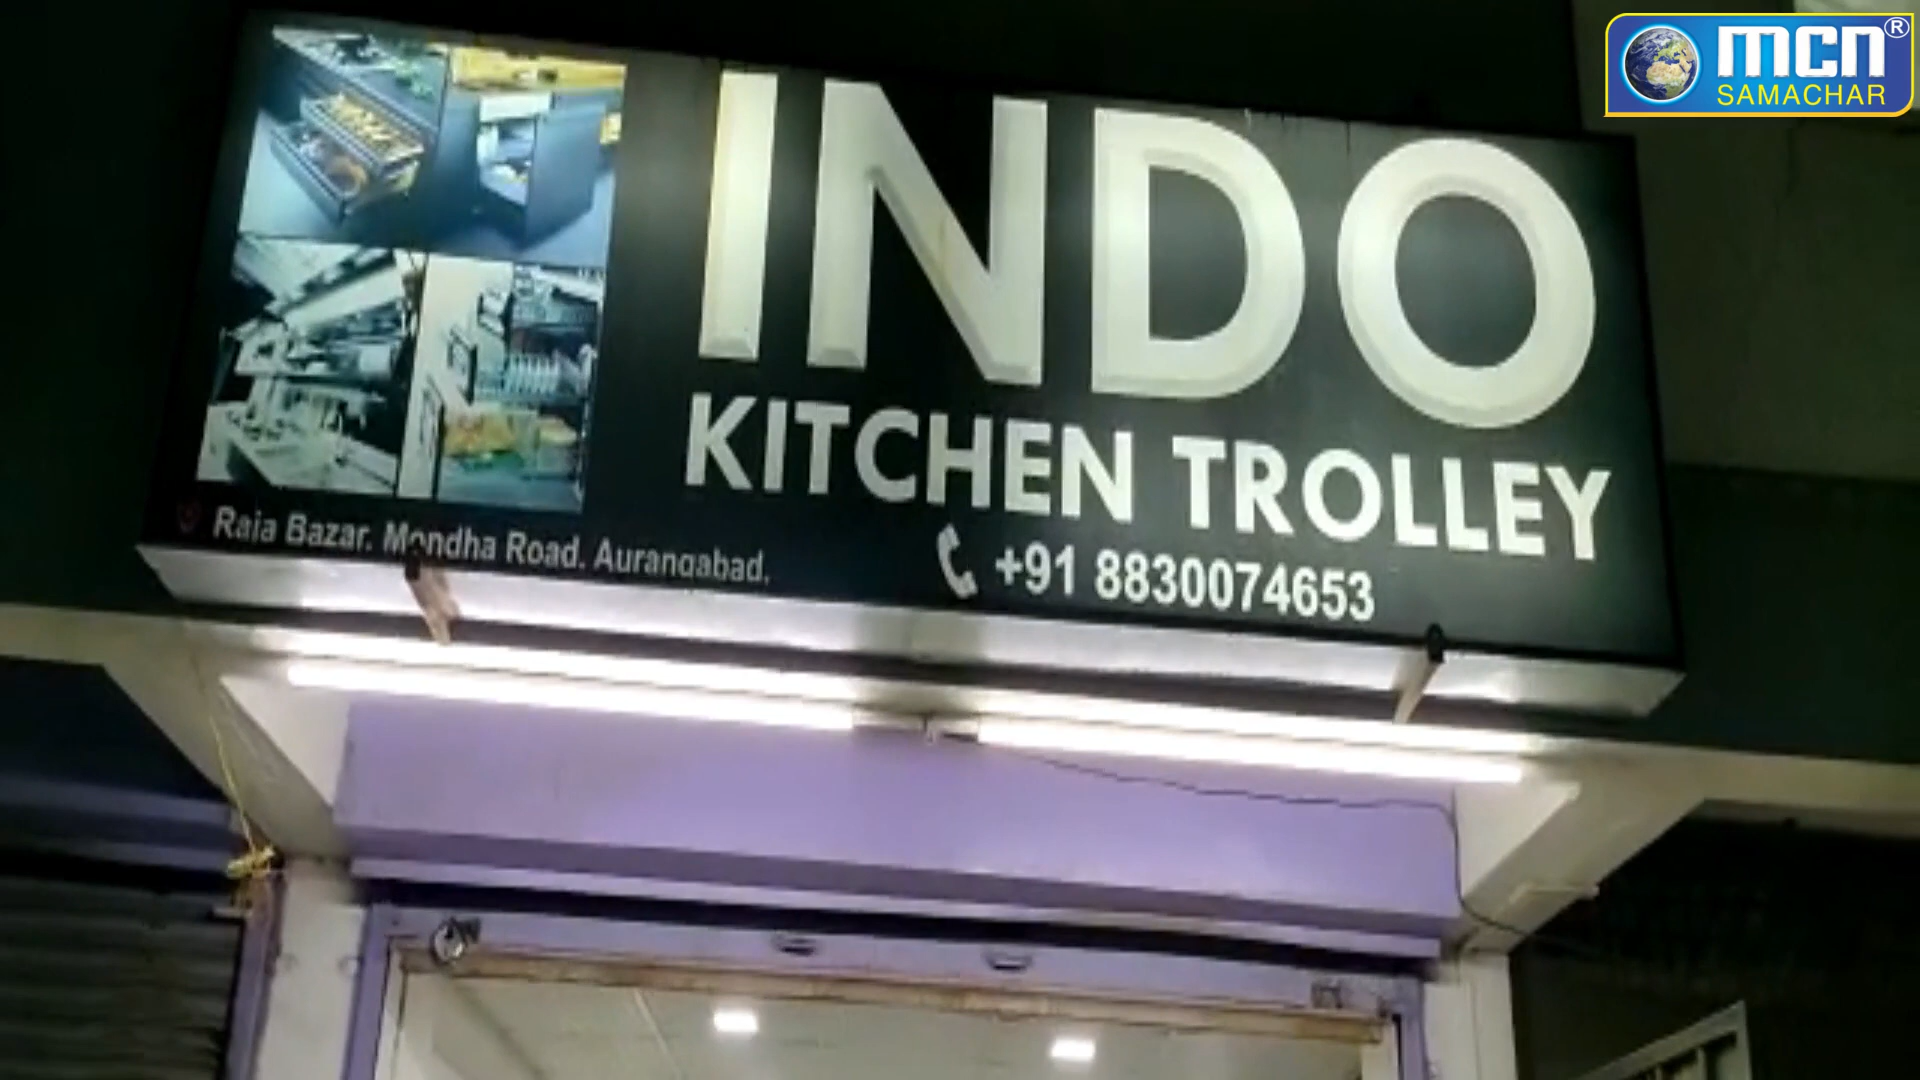 mcn®
SAMACHAR
INDO
KITCHEN TROLLEY
Raja Bazar. Mondha Road. Aurangabad.
+91 8830074653